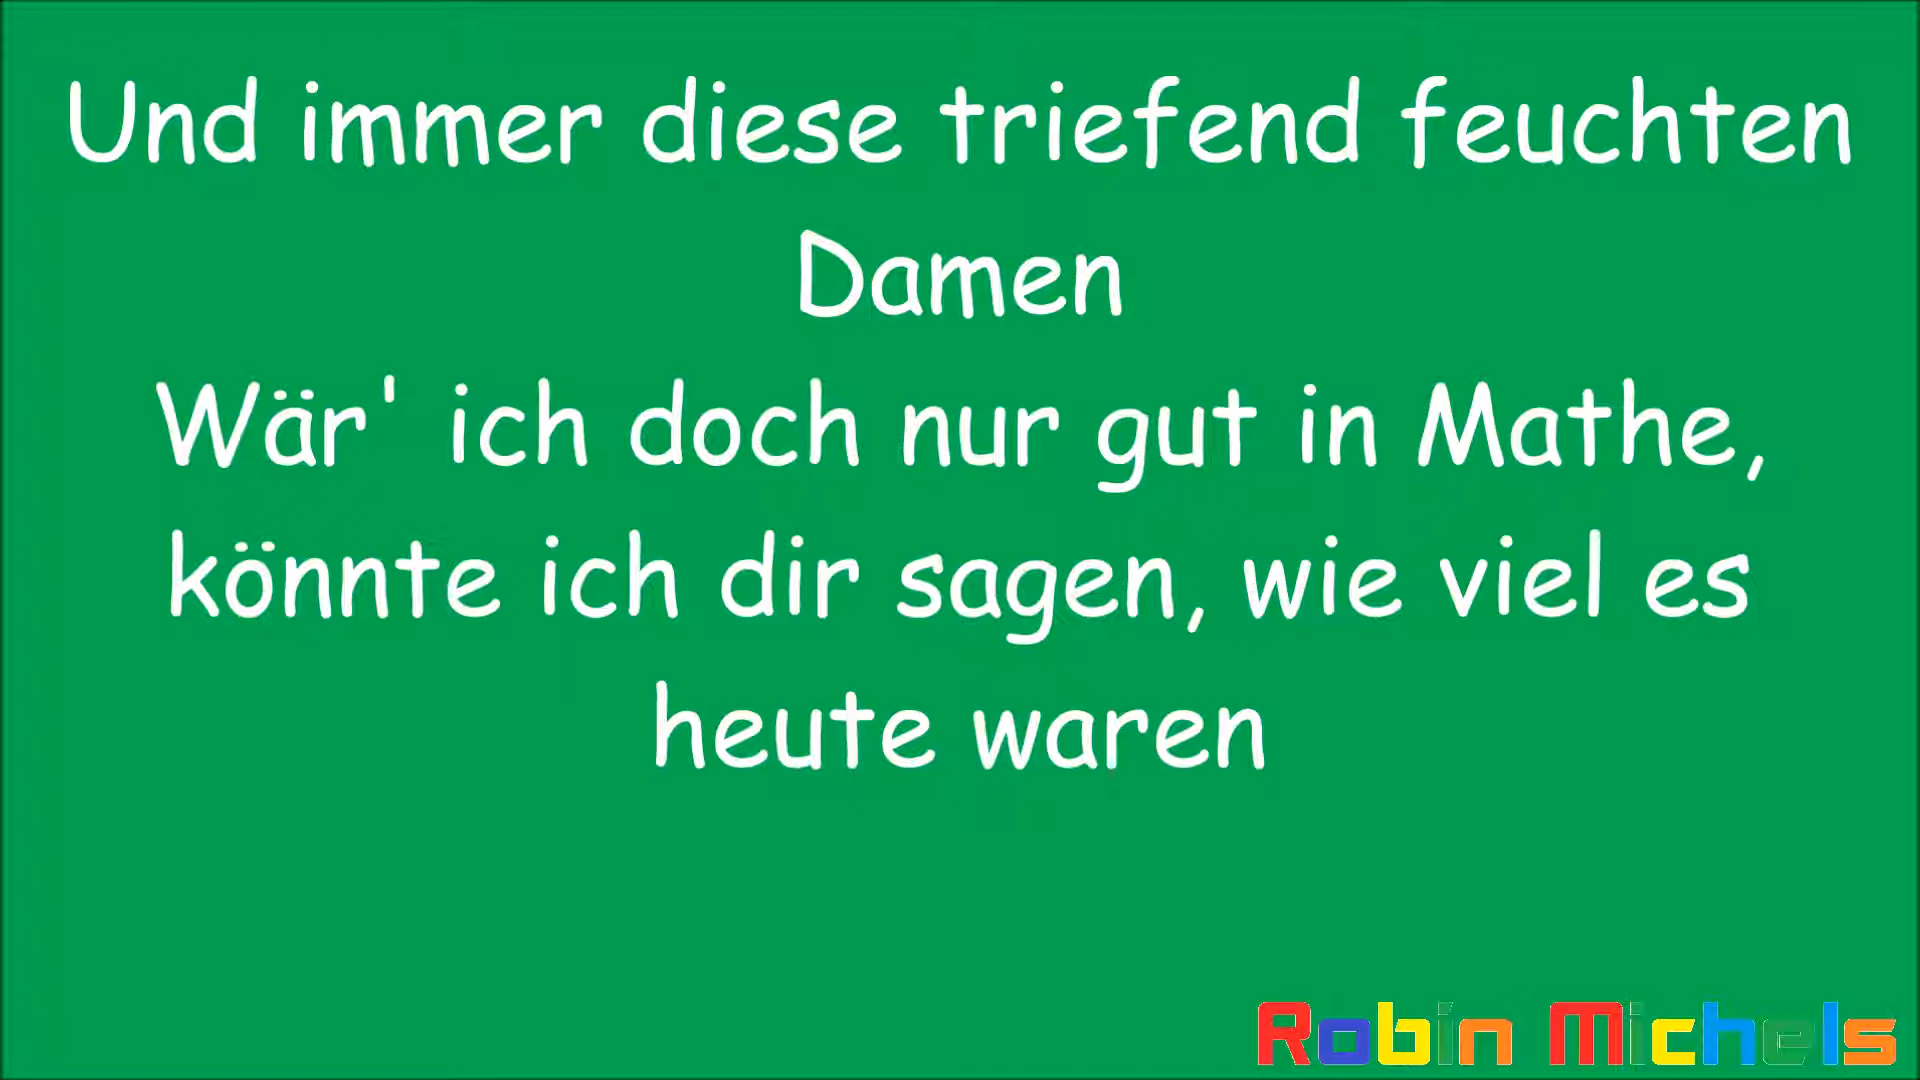 Und immer diese triefend feuchten
Damen
Wär' ich doch nur gut in Mathe,
könnte ich dir sagen, wie viel es
heute waren
Robin Michels